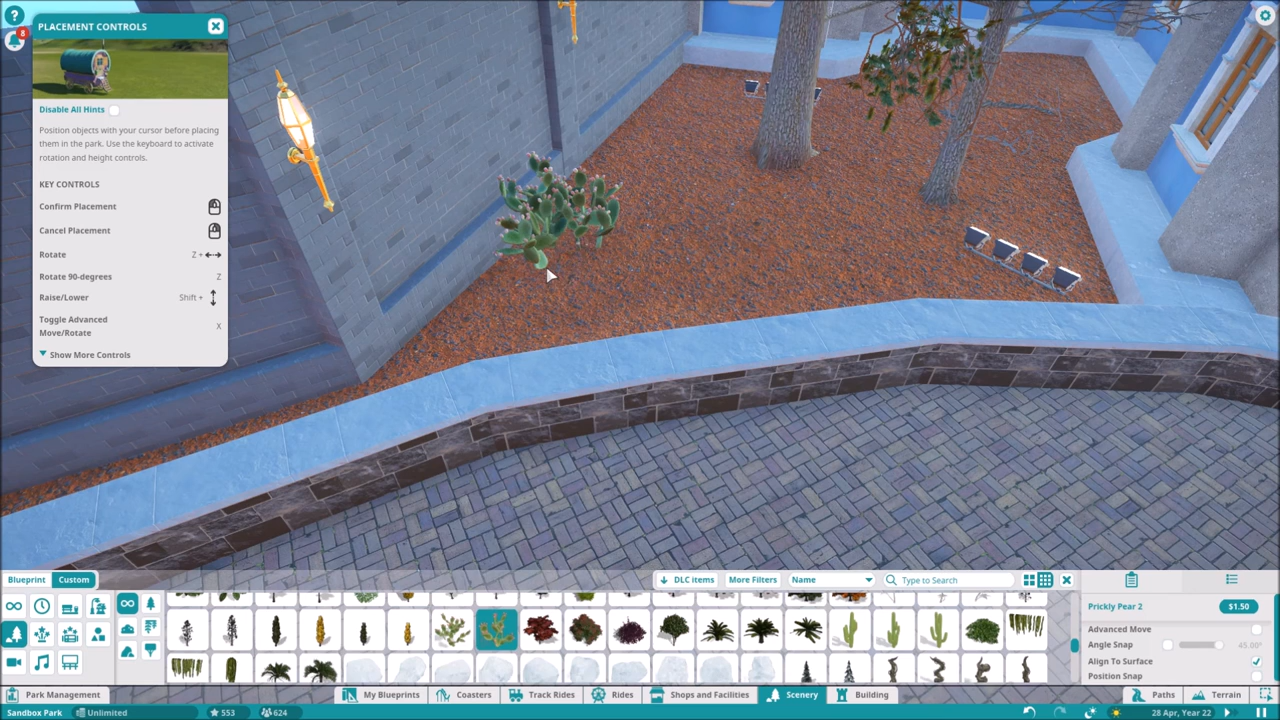 ?
8
PLACEMENT CONTROLS
Disable All Hints
Position objects with your cursor before placing
them in the park. Use the keyboard to activate
rotation and height controls.
KEY CONTROLS
Confirm Placement
Cancel Placement
Rotate Z +
Rotate 90-degrees Z
Raise/Lower Shift +
Toggle Advanced
Move/Rotate X
Show More Controls
Blueprint Custom DLC items More Filters Name Type to Search
Prickly Pear 2 $1.50
Advanced Move
Angle Snap 45.00°
Align To Surface
Position Snap
Park Management My Blueprints Coasters Track Rides Rides Shops and Facilities Scenery Building Paths Terrain
Sandbox Park Unlimited 553 624 28 Apr, Year 22